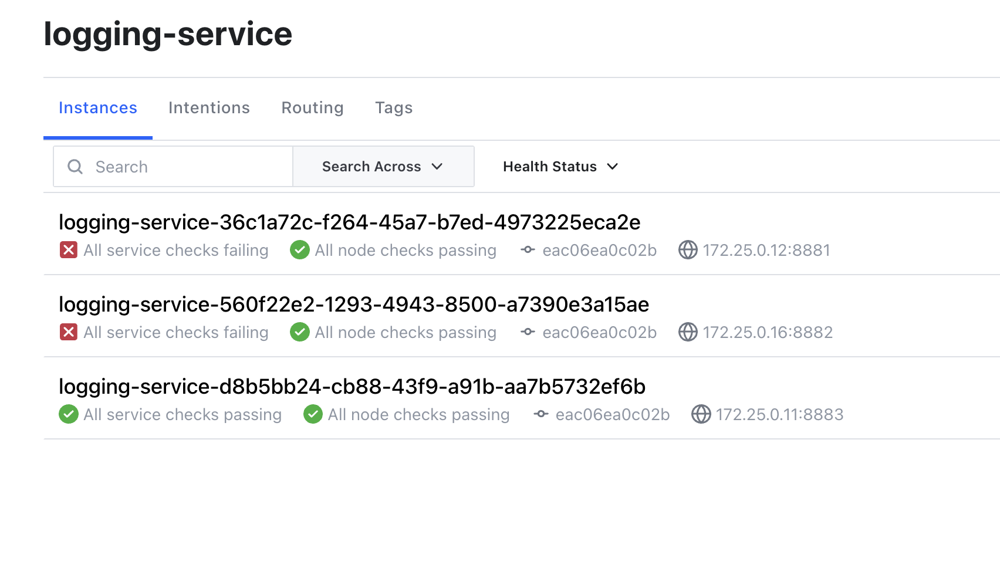 logging-service
Instances Intentions Routing Tags
Search Search Across Health Status
logging-service-36c1a72c-f264-45a7-b7ed-4973225eca2e
All service checks failing All node checks passing eac06ea0c02b 172.25.0.12:8881
logging-service-560f22e2-1293-4943-8500-a7390e3a15ae
All service checks failing All node checks passing eac06ea0c02b 172.25.0.16:8882
logging-service-d8b5bb24-cb88-43f9-a91b-aa7b5732ef6b
All service checks passing All node checks passing eac06ea0c02b 172.25.0.11:8883